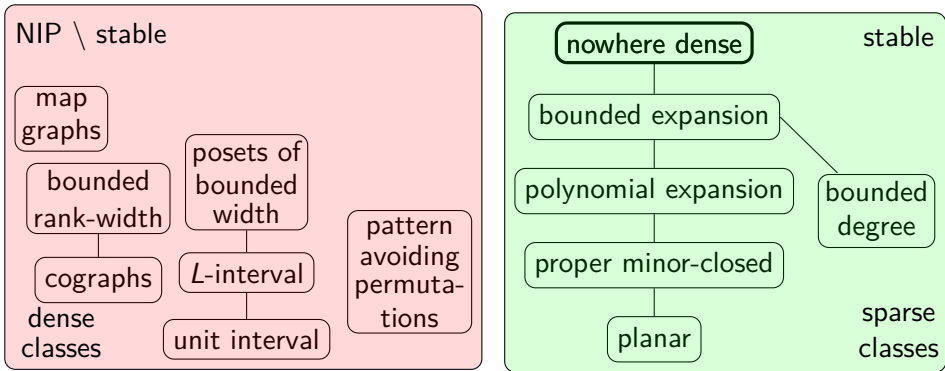 NIP \ stable
map
graphs
bounded
rank-width
cographs
posets of
bounded
width
L-interval
unit interval
pattern
avoiding
permuta-
tions
dense
classes
nowhere dense
stable
bounded expansion
polynomial expansion
bounded
degree
proper minor-closed
planar
sparse
classes